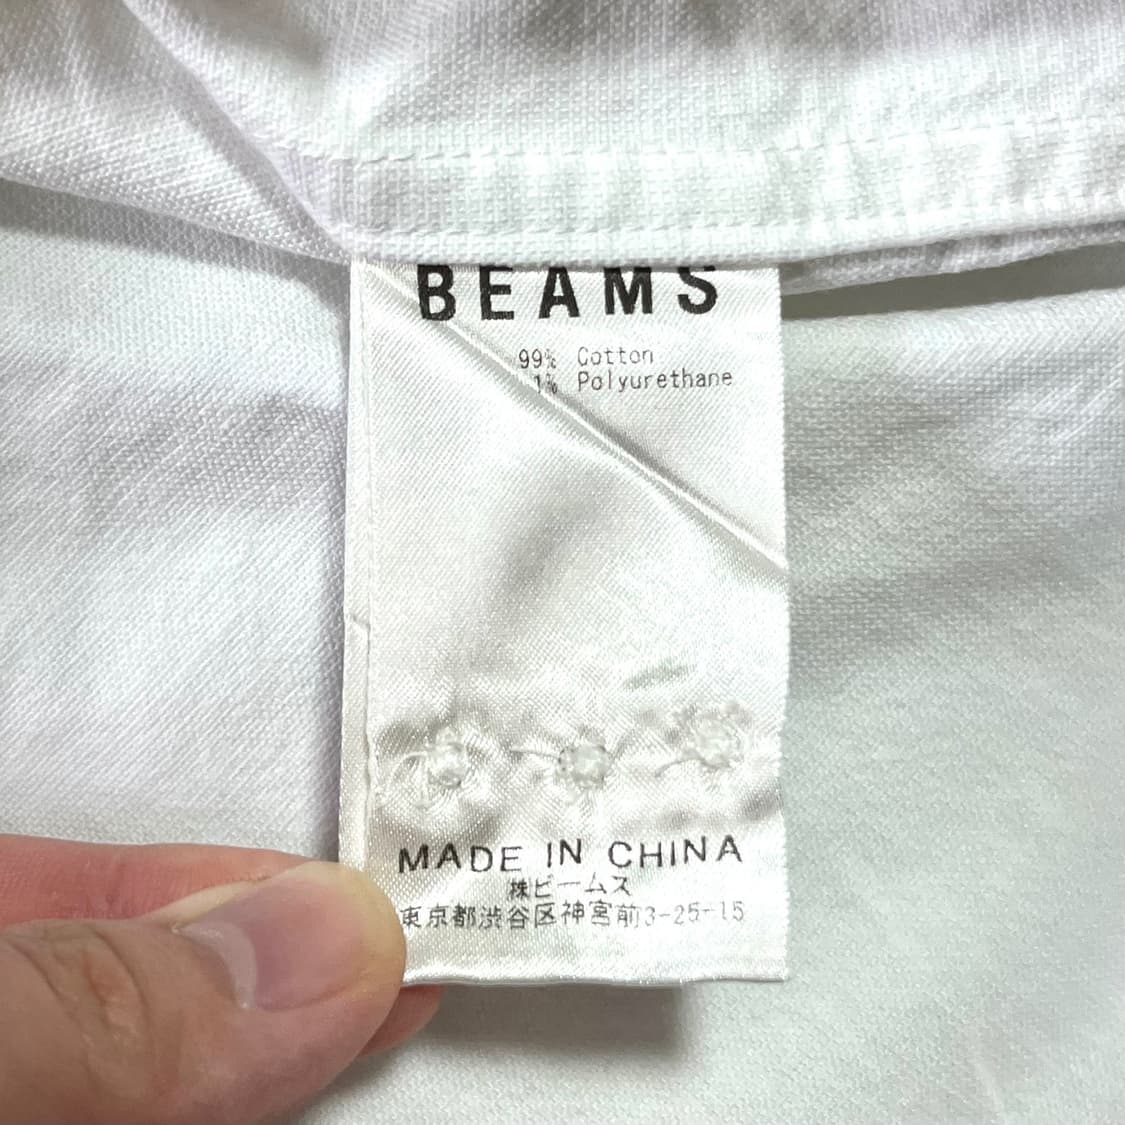 BEAMS
99% Cotton
1% Polyurethane
MADE IN CHINA
㈱ビームス
東京都渋谷区神宮前3-25-15